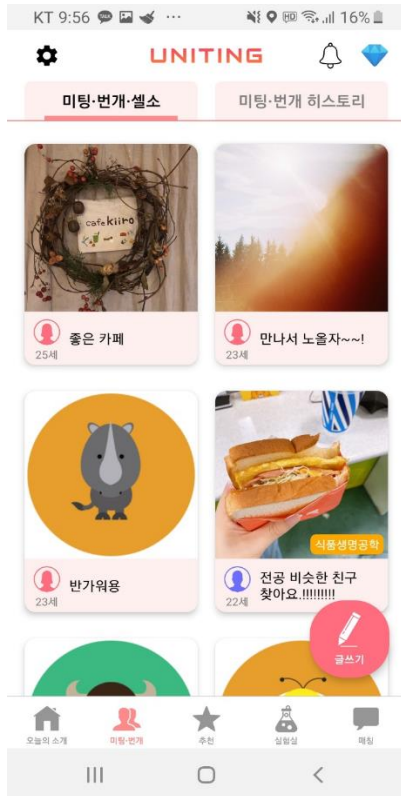 KT 9:56
HD
16%
UNITING
미팅·번개·셀소
미팅·번개 히스토리
cafe kiiro
좋은 카페
25세
만나서 노올자~~!
23세
반가워용
23세
식품생명공학
전공 비슷한 친구
찾아요.!!!!!!!!!
22세
글쓰기
오늘의 소개
미팅·번개
추천
실험실
매칭